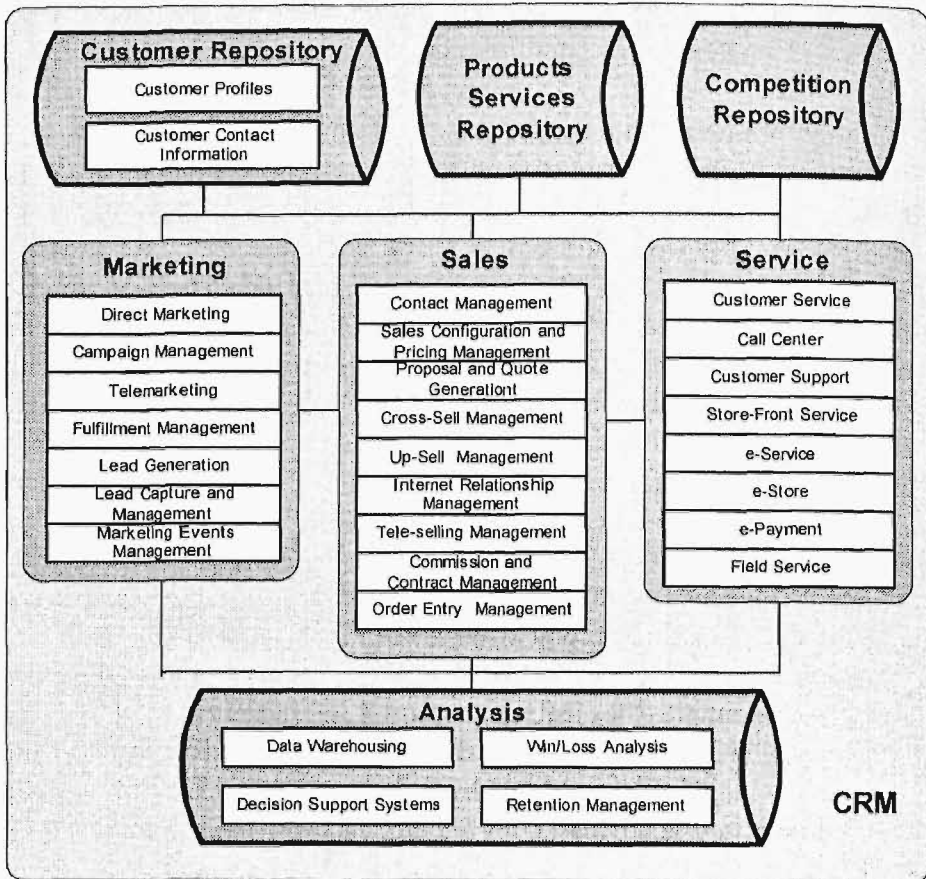 Customer Repository
Customer Profiles
Customer Contact
Information
Products
Services
Repository
Competition
Repository
Marketing
Direct Marketing
Campaign Management
Telemarketing
Fulfillment Management
Lead Generation
Lead Capture and
Management
Marketing Events
Management
Sales
Contact Management
Sales Configuration and
Pricing Management
Proposal and Quote
Generationt
Cross-Sell Management
Up-Sell Management
Internet Relationship
Management
Tele-selling Management
Commission and
Contract Management
Order Entry Management
Service
Customer Service
Call Center
Customer Support
Store-Front Service
e-Service
e-Store
e-Payment
Field Service
Analysis
Data Warehousing
Win/Loss Analysis
Decision Support Systems
Retention Management
CRM